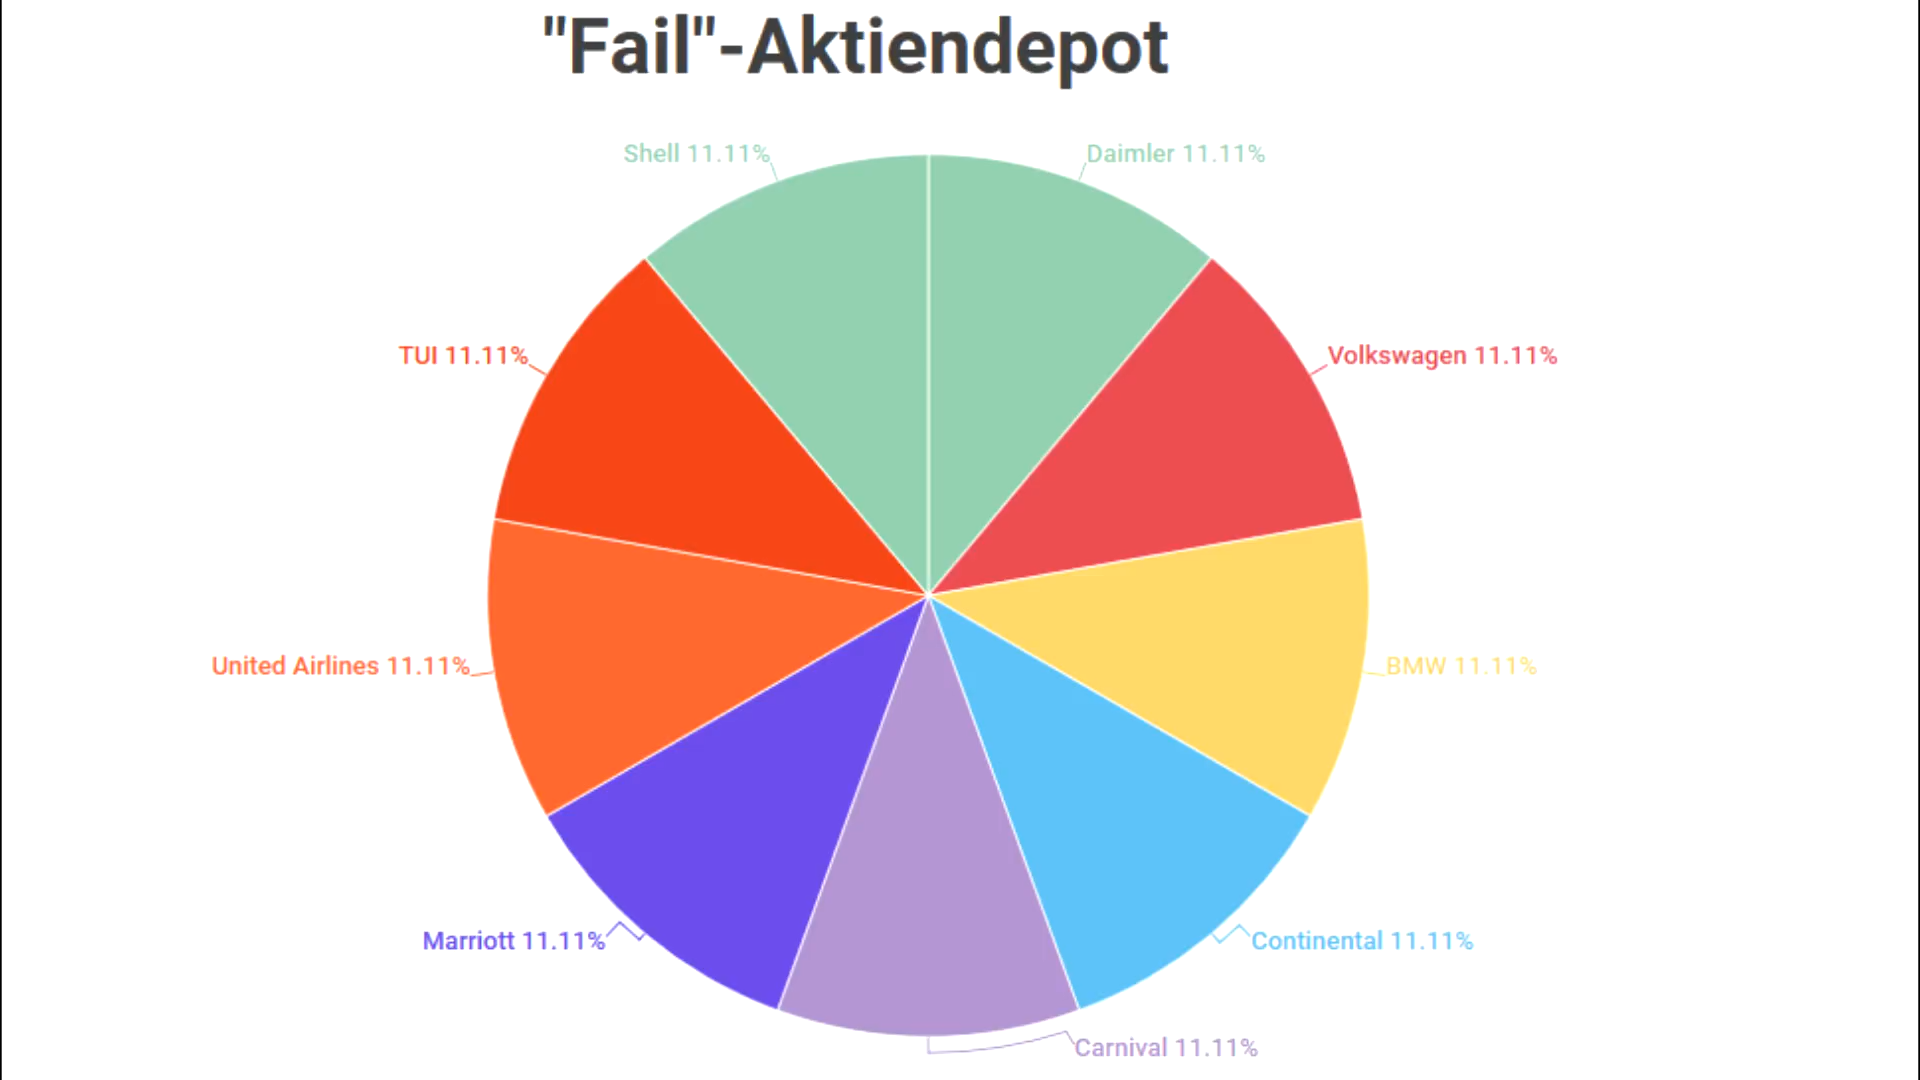 "Fail"-Aktiendepot
Shell 11.11%
Daimler 11.11%
TUI 11.11%
Volkswagen 11.11%
United Airlines 11.11%
BMW 11.11%
Marriott 11.11%
Continental 11.11%
Carnival 11.11%